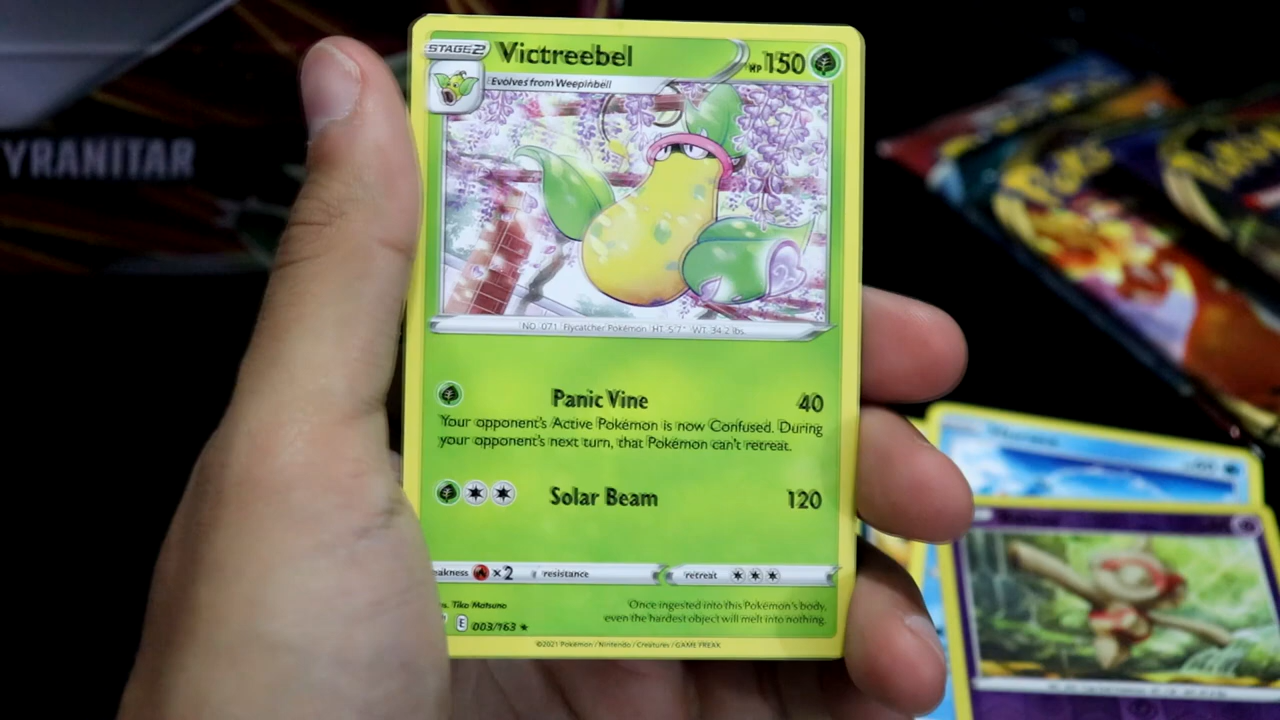 YRANITAR
STAGE2
Victreebel
HP 150
Evolves from Weepinbell
NO. 071 Flycatcher Pokémon HT: 5'7" WT: 34.2 lbs.
Panic Vine 40
Your opponent's Active Pokémon is now Confused. During
your opponent's next turn, that Pokémon can't retreat.
Solar Beam 120
eakness ×2 resistance retreat
s. Tika Matsuno
Once ingested into this Pokémon's body,
even the hardest object will melt into nothing.
E 003/163 ★
©2021 Pokémon / Nintendo / Creatures / GAME FREAK